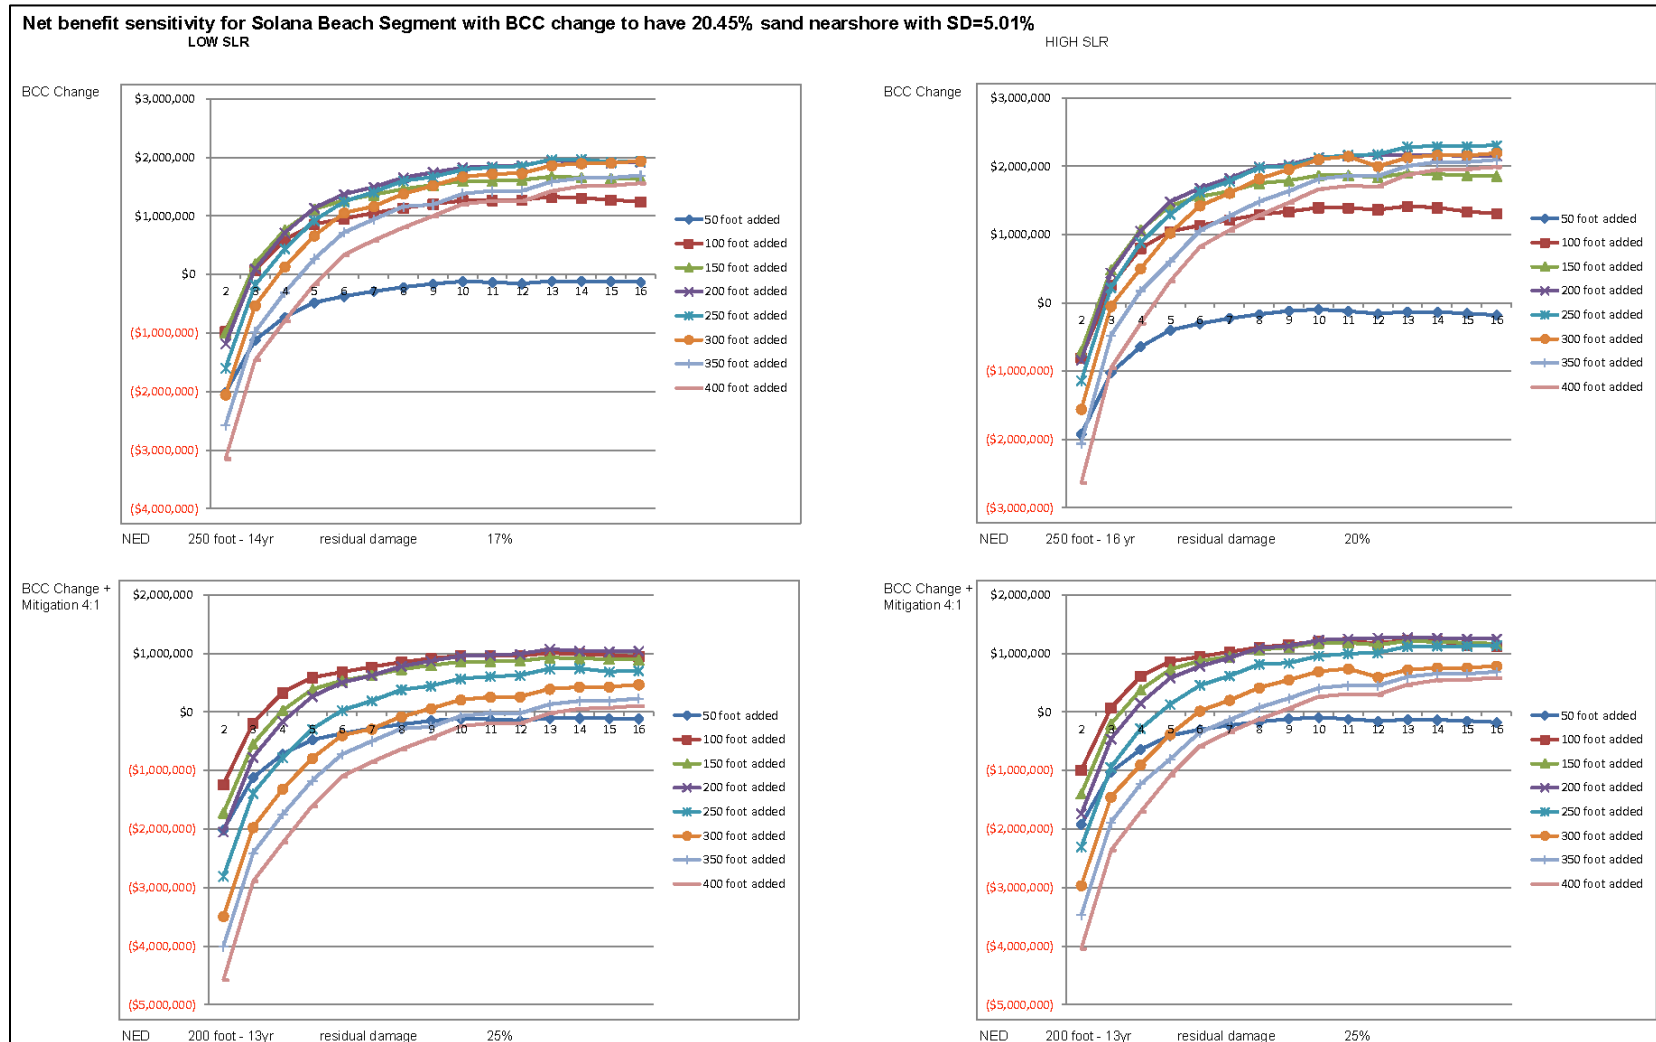 Net benefit sensitivity for Solana Beach Segment with BCC change to have 20.45% sand nearshore with SD=5.01%
LOW SLR
HIGH SLR
BCC Change
$3,000,000
$2,000,000
$1,000,000
$0
($1,000,000)
($2,000,000)
($3,000,000)
($4,000,000)
2 3 4 5 6 7 8 9 10 11 12 13 14 15 16
50 foot added
100 foot added
150 foot added
200 foot added
250 foot added
300 foot added
350 foot added
400 foot added
NED 250 foot - 14yr residual damage 17%
BCC Change
$3,000,000
$2,000,000
$1,000,000
$0
($1,000,000)
($2,000,000)
($3,000,000)
2 3 4 5 6 7 8 9 10 11 12 13 14 15 16
50 foot added
100 foot added
150 foot added
200 foot added
250 foot added
300 foot added
350 foot added
400 foot added
NED 250 foot - 16 yr residual damage 20%
BCC Change +
Mitigation 4:1
$2,000,000
$1,000,000
$0
($1,000,000)
($2,000,000)
($3,000,000)
($4,000,000)
($5,000,000)
2 3 4 5 6 7 8 9 10 11 12 13 14 15 16
50 foot added
100 foot added
150 foot added
200 foot added
250 foot added
300 foot added
350 foot added
400 foot added
NED 200 foot - 13yr residual damage 25%
BCC Change +
Mitigation 4:1
$2,000,000
$1,000,000
$0
($1,000,000)
($2,000,000)
($3,000,000)
($4,000,000)
($5,000,000)
2 3 4 5 6 7 8 9 10 11 12 13 14 15 16
50 foot added
100 foot added
150 foot added
200 foot added
250 foot added
300 foot added
350 foot added
400 foot added
NED 200 foot - 13yr residual damage 25%